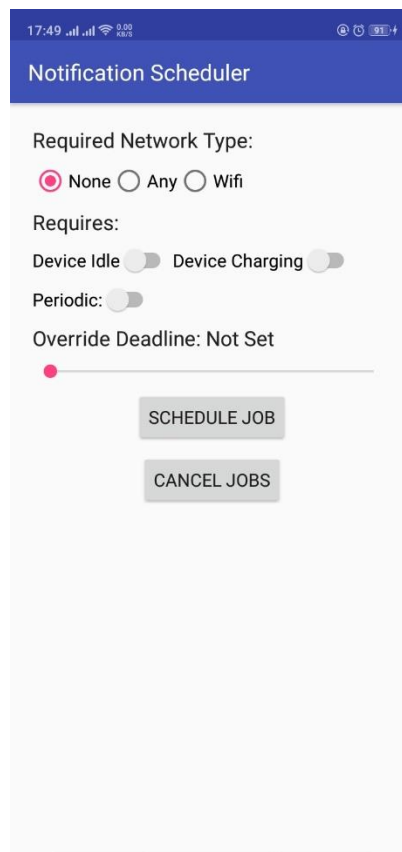 17:49 0.00 KB/S 91
Notification Scheduler
Required Network Type:
None Any Wifi
Requires:
Device Idle Device Charging
Periodic:
Override Deadline: Not Set
SCHEDULE JOB
CANCEL JOBS